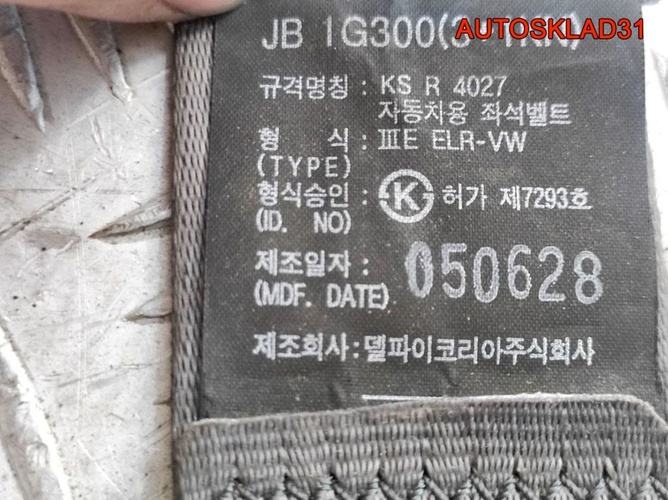 AUTOSKLAD31
JB 1G300
규격명칭 : KS R 4027
자동차용 좌석벨트
형 식 : ⅢE ELR-VW
(TYPE)
형식승인 : K 허가 제7293호
(ID. NO)
제조일자 : 050628
(MDF. DATE)
제조회사 : 델파이코리아주식회사